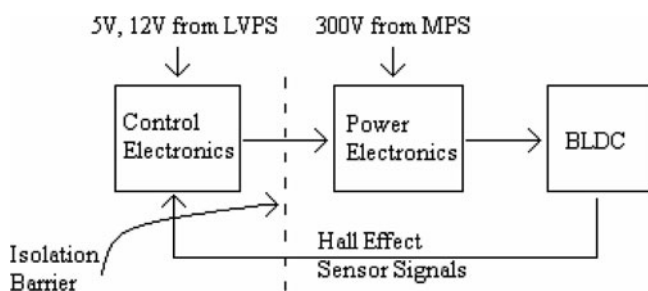 5V, 12V from LVPS
300V from MPS
Control
Electronics
Power
Electronics
BLDC
Isolation
Barrier
Hall Effect
Sensor Signals